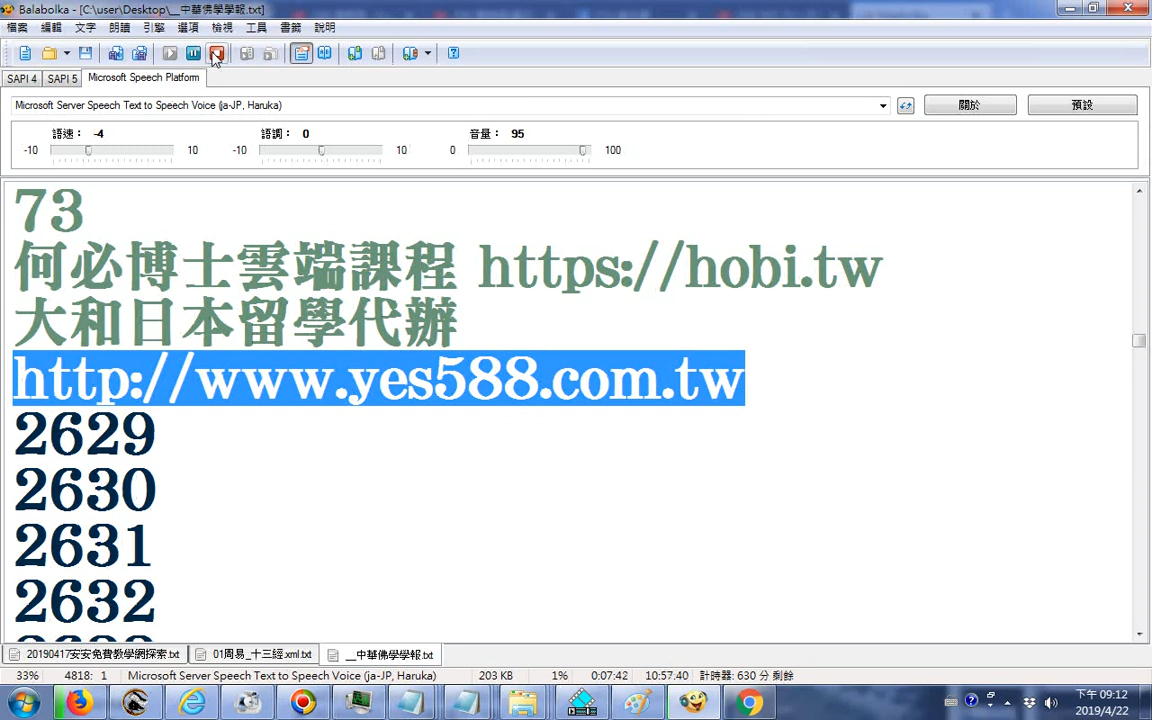 Balabolka - [C:\user\Desktop\__中華佛學學報.txt]
檔案 編輯 文字 朗讀 引擎 選項 檢視 工具 書籤 說明
SAPI 4 SAPI 5 Microsoft Speech Platform
Microsoft Server Speech Text to Speech Voice (ja-JP, Haruka) 關於 預設
語速： -4 語調： 0 音量： 95
-10 10 -10 10 0 100
73
何必博士雲端課程 https://hobi.tw
大和日本留學代辦
http://www.yes588.com.tw
2629
2630
2631
2632
20190417安安免費教學網探索.txt 01周易_十三經.xml.txt __中華佛學學報.txt
33% 4818: 1 Microsoft Server Speech Text to Speech Voice (ja-JP, Haruka) 203 KB 1% 0:07:42 10:57:40 計時器: 630 分 剩餘
下午 09:12
2019/4/22